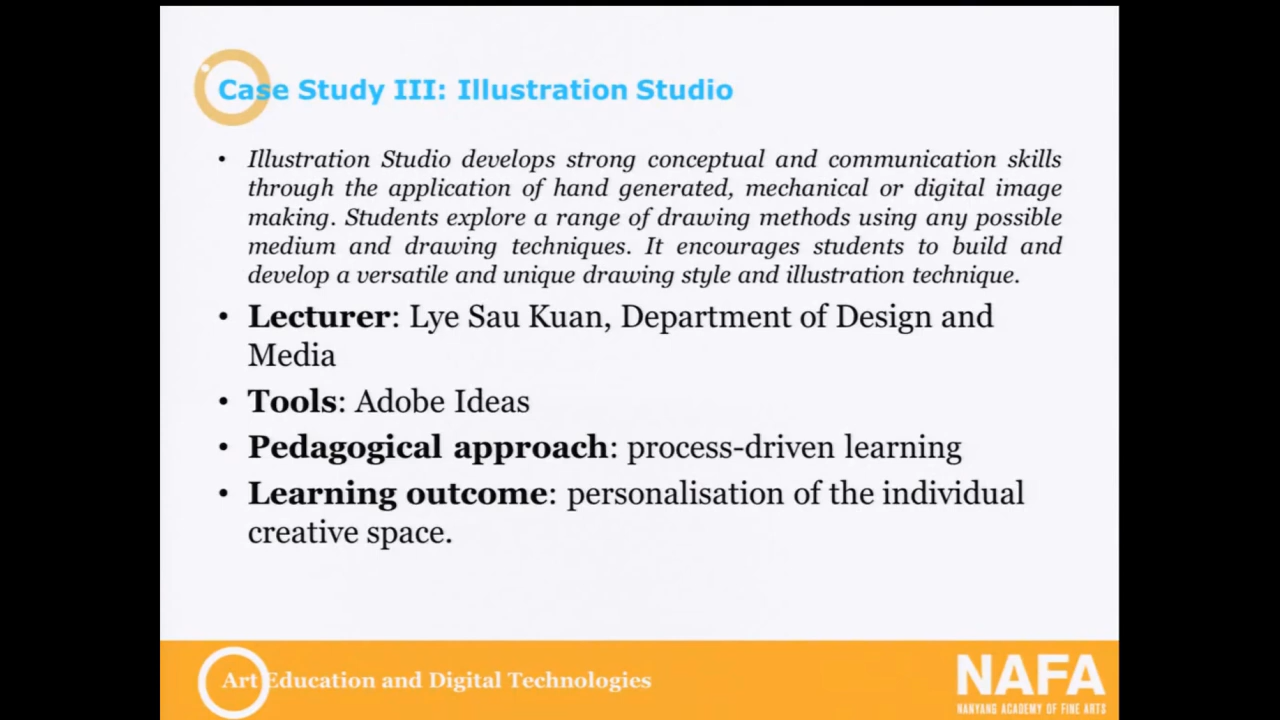 Case Study III: Illustration Studio
• Illustration Studio develops strong conceptual and communication skills
through the application of hand generated, mechanical or digital image
making. Students explore a range of drawing methods using any possible
medium and drawing techniques. It encourages students to build and
develop a versatile and unique drawing style and illustration technique.
• Lecturer: Lye Sau Kuan, Department of Design and
Media
• Tools: Adobe Ideas
• Pedagogical approach: process-driven learning
• Learning outcome: personalisation of the individual
creative space.
Art Education and Digital Technologies
NAFA
NANYANG ACADEMY OF FINE ARTS